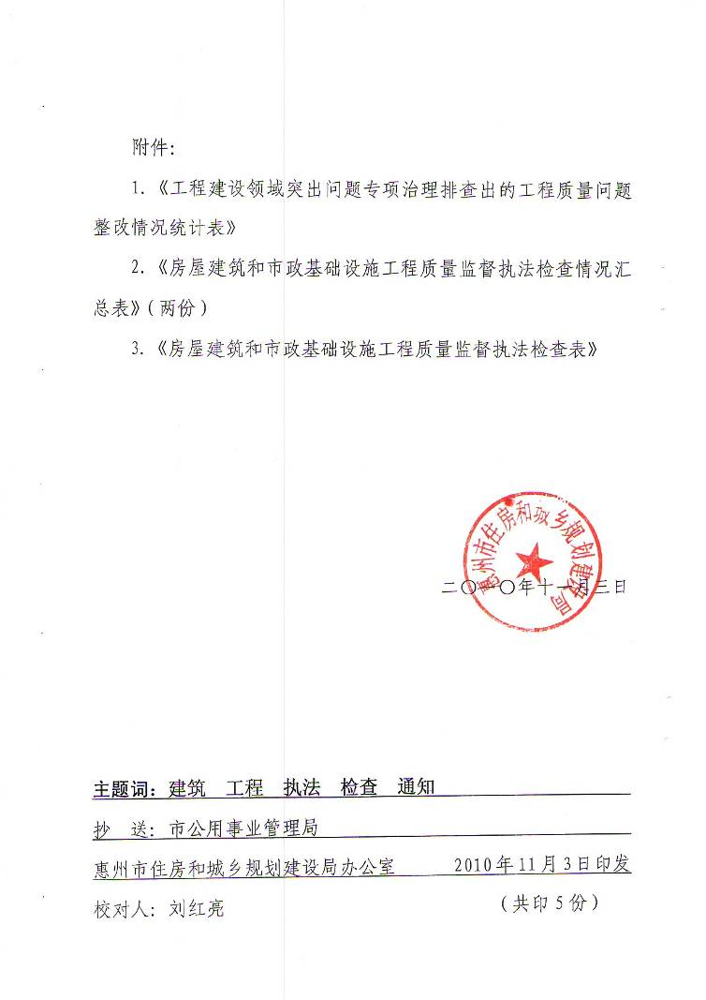 附件：
1.《工程建设领域突出问题专项治理排查出的工程质量问题
整改情况统计表》
2.《房屋建筑和市政基础设施工程质量监督执法检查情况汇
总表》（两份）
3.《房屋建筑和市政基础设施工程质量监督执法检查表》
惠州市住房和城乡规划建设局
二〇一〇年十一月三日
主题词：建筑 工程 执法 检查 通知
抄 送：市公用事业管理局
惠州市住房和城乡规划建设局办公室 2010年11月3日印发
校对人：刘红亮 （共印5份）